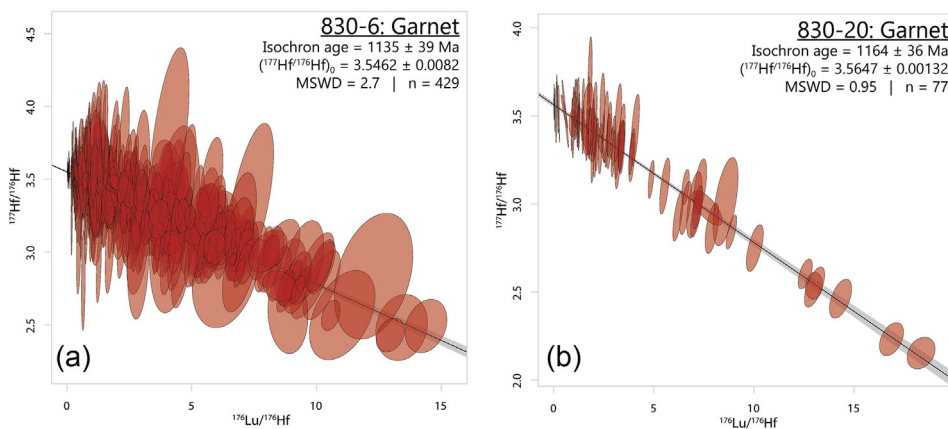 830-6: Garnet
Isochron age = 1135 ± 39 Ma
(¹⁷⁷Hf/¹⁷⁶Hf)₀ = 3.5462 ± 0.0082
MSWD = 2.7 | n = 429
4.5
4.0
3.5
3.0
2.5
¹⁷⁷Hf/¹⁷⁶Hf
(a)
0 5 10 15
¹⁷⁶Lu/¹⁷⁶Hf
830-20: Garnet
Isochron age = 1164 ± 36 Ma
(¹⁷⁷Hf/¹⁷⁶Hf)₀ = 3.5647 ± 0.00132
MSWD = 0.95 | n = 77
4.0
3.5
3.0
2.5
2.0
¹⁷⁷Hf/¹⁷⁶Hf
(b)
0 5 10 15
¹⁷⁶Lu/¹⁷⁶Hf